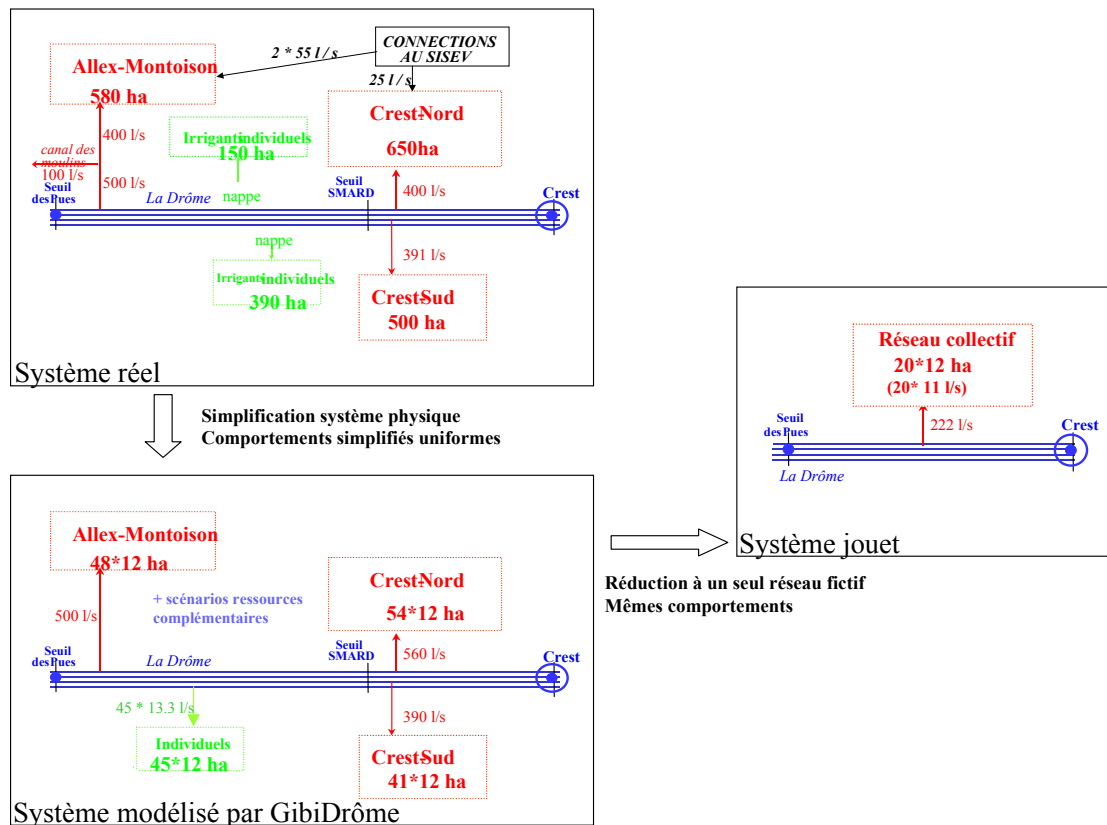 CONNECTIONS
AU SISEV
2 * 55 l / s
25 l / s
Allex-Montoison
580 ha
400 l/s
canal des
moulins
100 l/s
500 l/s
Irrigants individuels
150 ha
nappe
Crest-Nord
650ha
400 l/s
Seuil
des Pues
La Drôme
Seuil
SMARD
Crest
nappe
Irrigants individuels
390 ha
391 l/s
Crest-Sud
500 ha
Système réel
Simplification système physique
Comportements simplifiés uniformes
Allex-Montoison
48*12 ha
500 l/s
+ scénarios ressources
complémentaires
Crest-Nord
54*12 ha
560 l/s
Seuil
des Pues
La Drôme
Seuil
SMARD
Crest
45 * 13.3 l/s
Individuels
45*12 ha
390 l/s
Crest-Sud
41*12 ha
Système modélisé par GibiDrôme
Réduction à un seul réseau fictif
Mêmes comportements
Réseau collectif
20*12 ha
(20* 11 l/s)
222 l/s
Seuil
des Pues
La Drôme
Crest
Système jouet